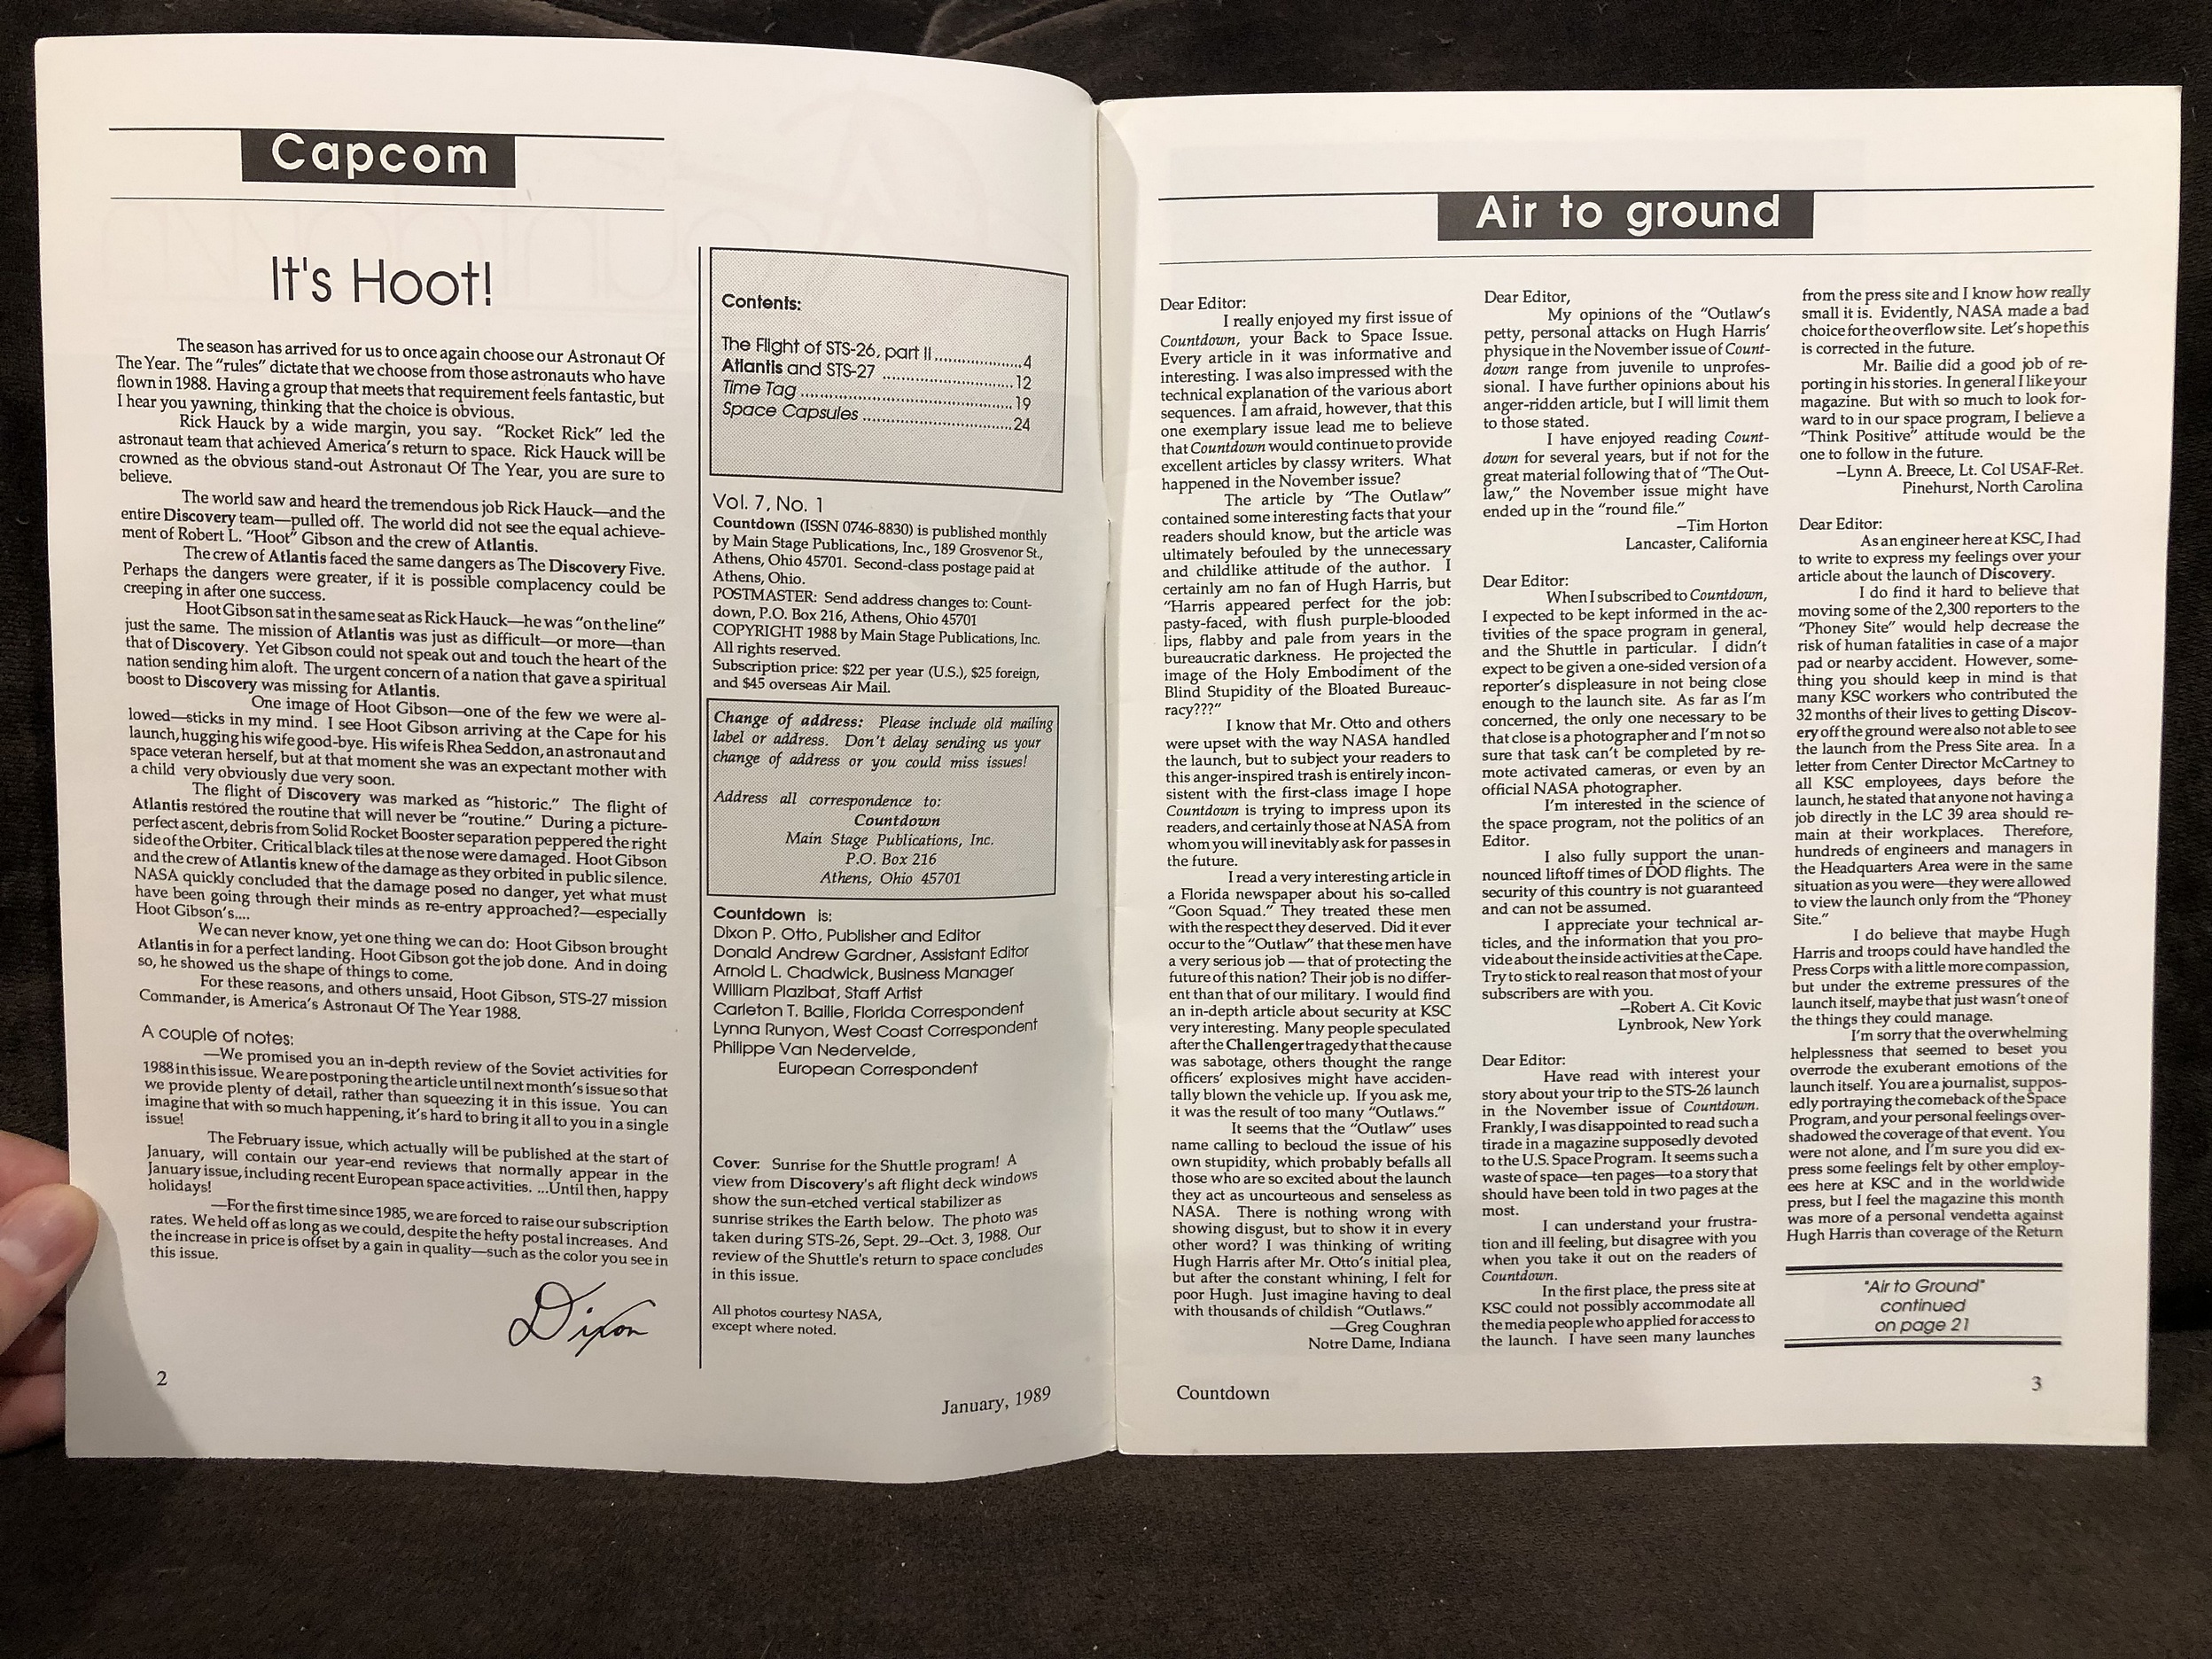 Capcom
It's Hoot!
The season has arrived for us to once again choose our Astronaut Of
The Year. The "rules" dictate that we choose from those astronauts who have
flown in 1988. Having a group that meets that requirement feels fantastic, but
I hear you yawning, thinking that the choice is obvious.
Rick Hauck by a wide margin, you say. "Rocket Rick" led the
astronaut team that achieved America's return to space. Rick Hauck will be
crowned as the obvious stand-out Astronaut Of The Year, you are sure to
believe.
The world saw and heard the tremendous job Rick Hauck—and the
entire Discovery team—pulled off. The world did not see the equal achieve-
ment of Robert L. "Hoot" Gibson and the crew of Atlantis.
The crew of Atlantis faced the same dangers as The Discovery Five.
Perhaps the dangers were greater, if it is possible complacency could be
creeping in after one success.
Hoot Gibson sat in the same seat as Rick Hauck—he was "on the line"
just the same. The mission of Atlantis was just as difficult—or more—than
that of Discovery. Yet Gibson could not speak out and touch the heart of the
nation sending him aloft. The urgent concern of a nation that gave a spiritual
boost to Discovery was missing for Atlantis.
One image of Hoot Gibson—one of the few we were al-
lowed—sticks in my mind. I see Hoot Gibson arriving at the Cape for his
launch, hugging his wife good-bye. His wife is Rhea Seddon, an astronaut and
space veteran herself, but at that moment she was an expectant mother with
a child very obviously due very soon.
The flight of Discovery was marked as "historic." The flight of
Atlantis restored the routine that will never be "routine." During a picture-
perfect ascent, debris from Solid Rocket Booster separation peppered the right
side of the Orbiter. Critical black tiles at the nose were damaged. Hoot Gibson
and the crew of Atlantis knew of the damage as they orbited in public silence.
NASA quickly concluded that the damage posed no danger, yet what must
have been going through their minds as re-entry approached?—especially
Hoot Gibson's....
We can never know, yet one thing we can do: Hoot Gibson brought
Atlantis in for a perfect landing. Hoot Gibson got the job done. And in doing
so, he showed us the shape of things to come.
For these reasons, and others unsaid, Hoot Gibson, STS-27 mission
Commander, is America's Astronaut Of The Year 1988.
A couple of notes:
—We promised you an in-depth review of the Soviet activities for
1988 in this issue. We are postponing the article until next month's issue so that
we provide plenty of detail, rather than squeezing it in this issue. You can
imagine that with so much happening, it's hard to bring it all to you in a single
issue!
The February issue, which actually will be published at the start of
January, will contain our year-end reviews that normally appear in the
January issue, including recent European space activities. ...Until then, happy
holidays!
—For the first time since 1985, we are forced to raise our subscription
rates. We held off as long as we could, despite the hefty postal increases. And
the increase in price is offset by a gain in quality—such as the color you see in
this issue.
Dixon
2
Contents:
The Flight of STS-26, part II....................4
Atlantis and STS-27 ........................12
Time Tag ............................................19
Space Capsules ............................24
Vol. 7, No. 1
Countdown (ISSN 0746-8830) is published monthly
by Main Stage Publications, Inc., 189 Grosvenor St.,
Athens, Ohio 45701. Second-class postage paid at
Athens, Ohio.
POSTMASTER: Send address changes to: Count-
down, P.O. Box 216, Athens, Ohio 45701
COPYRIGHT 1988 by Main Stage Publications, Inc.
All rights reserved.
Subscription price: $22 per year (U.S.), $25 foreign,
and $45 overseas Air Mail.
Change of address: Please include old mailing
label or address. Don't delay sending us your
change of address or you could miss issues!
Address all correspondence to:
Countdown
Main Stage Publications, Inc.
P.O. Box 216
Athens, Ohio 45701
Countdown is:
Dixon P. Otto, Publisher and Editor
Donald Andrew Gardner, Assistant Editor
Arnold L. Chadwick, Business Manager
William Plazibat, Staff Artist
Carleton T. Bailie, Florida Correspondent
Lynna Runyon, West Coast Correspondent
Philippe Van Nedervelde,
European Correspondent
Cover: Sunrise for the Shuttle program! A
view from Discovery's aft flight deck windows
show the sun-etched vertical stabilizer as
sunrise strikes the Earth below. The photo was
taken during STS-26, Sept. 29--Oct. 3, 1988. Our
review of the Shuttle's return to space concludes
in this issue.
All photos courtesy NASA,
except where noted.
January, 1989
Air to ground
Dear Editor:
I really enjoyed my first issue of
Countdown, your Back to Space Issue.
Every article in it was informative and
interesting. I was also impressed with the
technical explanation of the various abort
sequences. I am afraid, however, that this
one exemplary issue lead me to believe
that Countdown would continue to provide
excellent articles by classy writers. What
happened in the November issue?
The article by "The Outlaw"
contained some interesting facts that your
readers should know, but the article was
ultimately befouled by the unnecessary
and childlike attitude of the author. I
certainly am no fan of Hugh Harris, but
"Harris appeared perfect for the job:
pasty-faced, with flush purple-blooded
lips, flabby and pale from years in the
bureaucratic darkness. He projected the
image of the Holy Embodiment of the
Blind Stupidity of the Bloated Bureauc-
racy???"
I know that Mr. Otto and others
were upset with the way NASA handled
the launch, but to subject your readers to
this anger-inspired trash is entirely incon-
sistent with the first-class image I hope
Countdown is trying to impress upon its
readers, and certainly those at NASA from
whom you will inevitably ask for passes in
the future.
I read a very interesting article in
a Florida newspaper about his so-called
"Goon Squad." They treated these men
with the respect they deserved. Did it ever
occur to the "Outlaw" that these men have
a very serious job — that of protecting the
future of this nation? Their job is no differ-
ent than that of our military. I would find
an in-depth article about security at KSC
very interesting. Many people speculated
after the Challenger tragedy that the cause
was sabotage, others thought the range
officers' explosives might have acciden-
tally blown the vehicle up. If you ask me,
it was the result of too many "Outlaws."
It seems that the "Outlaw" uses
name calling to becloud the issue of his
own stupidity, which probably befalls all
those who are so excited about the launch
they act as uncourteous and senseless as
NASA. There is nothing wrong with
showing disgust, but to show it in every
other word? I was thinking of writing
Hugh Harris after Mr. Otto's initial plea,
but after the constant whining, I felt for
poor Hugh. Just imagine having to deal
with thousands of childish "Outlaws."
—Greg Coughran
Notre Dame, Indiana
Dear Editor,
My opinions of the "Outlaw's
petty, personal attacks on Hugh Harris'
physique in the November issue of Count-
down range from juvenile to unprofes-
sional. I have further opinions about his
anger-ridden article, but I will limit them
to those stated.
I have enjoyed reading Count-
down for several years, but if not for the
great material following that of "The Out-
law," the November issue might have
ended up in the "round file."
–Tim Horton
Lancaster, California
Dear Editor:
When I subscribed to Countdown,
I expected to be kept informed in the ac-
tivities of the space program in general,
and the Shuttle in particular. I didn't
expect to be given a one-sided version of a
reporter's displeasure in not being close
enough to the launch site. As far as I'm
concerned, the only one necessary to be
that close is a photographer and I'm not so
sure that task can't be completed by re-
mote activated cameras, or even by an
official NASA photographer.
I'm interested in the science of
the space program, not the politics of an
Editor.
I also fully support the unan-
nounced liftoff times of DOD flights. The
security of this country is not guaranteed
and can not be assumed.
I appreciate your technical ar-
ticles, and the information that you pro-
vide about the inside activities at the Cape.
Try to stick to real reason that most of your
subscribers are with you.
–Robert A. Cit Kovic
Lynbrook, New York
Dear Editor:
Have read with interest your
story about your trip to the STS-26 launch
in the November issue of Countdown.
Frankly, I was disappointed to read such a
tirade in a magazine supposedly devoted
to the U.S. Space Program. It seems such a
waste of space—ten pages—to a story that
should have been told in two pages at the
most.
I can understand your frustra-
tion and ill feeling, but disagree with you
when you take it out on the readers of
Countdown.
In the first place, the press site at
KSC could not possibly accommodate all
the media people who applied for access to
the launch. I have seen many launches
from the press site and I know how really
small it is. Evidently, NASA made a bad
choice for the overflow site. Let's hope this
is corrected in the future.
Mr. Bailie did a good job of re-
porting in his stories. In general I like your
magazine. But with so much to look for-
ward to in our space program, I believe a
"Think Positive" attitude would be the
one to follow in the future.
–Lynn A. Breece, Lt. Col USAF-Ret.
Pinehurst, North Carolina
Dear Editor:
As an engineer here at KSC, I had
to write to express my feelings over your
article about the launch of Discovery.
I do find it hard to believe that
moving some of the 2,300 reporters to the
"Phoney Site" would help decrease the
risk of human fatalities in case of a major
pad or nearby accident. However, some-
thing you should keep in mind is that
many KSC workers who contributed the
32 months of their lives to getting Discov-
ery off the ground were also not able to see
the launch from the Press Site area. In a
letter from Center Director McCartney to
all KSC employees, days before the
launch, he stated that anyone not having a
job directly in the LC 39 area should re-
main at their workplaces. Therefore,
hundreds of engineers and managers in
the Headquarters Area were in the same
situation as you were—they were allowed
to view the launch only from the "Phoney
Site."
I do believe that maybe Hugh
Harris and troops could have handled the
Press Corps with a little more compassion,
but under the extreme pressures of the
launch itself, maybe that just wasn't one of
the things they could manage.
I'm sorry that the overwhelming
helplessness that seemed to beset you
overrode the exuberant emotions of the
launch itself. You are a journalist, suppos-
edly portraying the comeback of the Space
Program, and your personal feelings over-
shadowed the coverage of that event. You
were not alone, and I'm sure you did ex-
press some feelings felt by other employ-
ees here at KSC and in the worldwide
press, but I feel the magazine this month
was more of a personal vendetta against
Hugh Harris than coverage of the Return
"Air to Ground"
continued
on page 21
Countdown
3